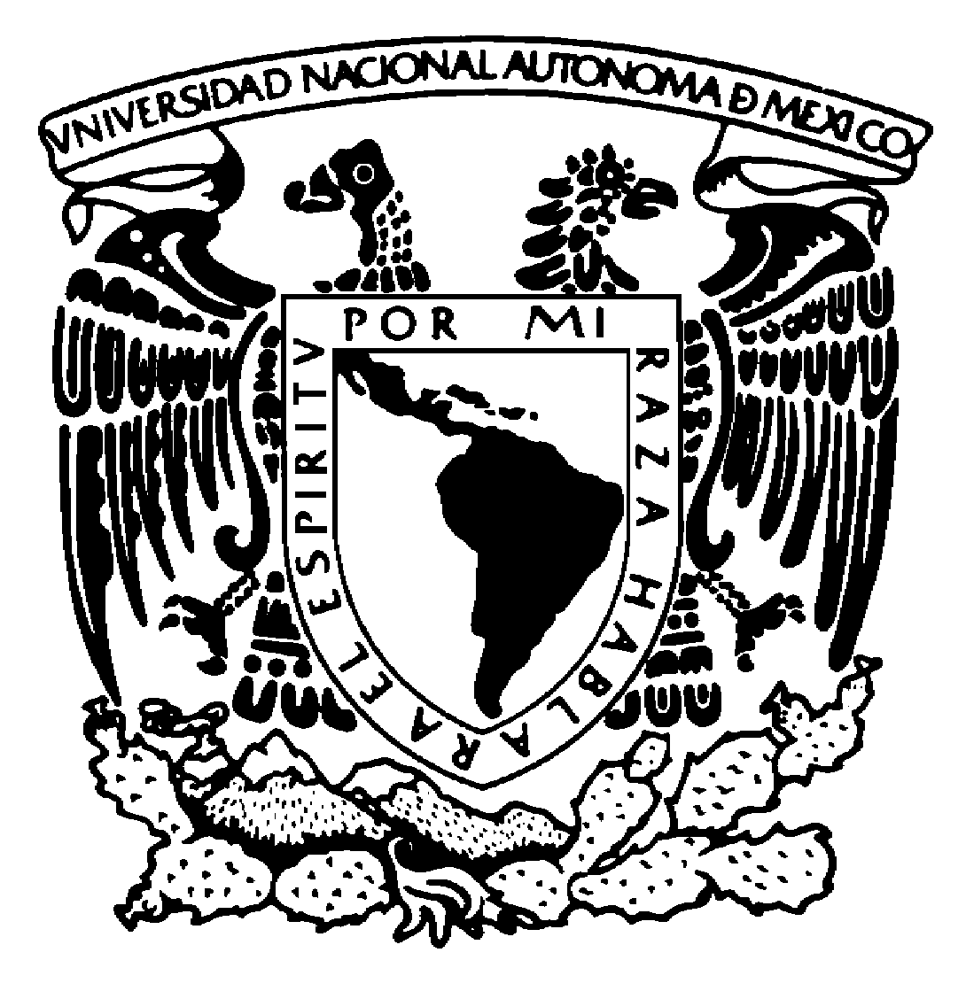 VNIVERSIDAD NACIONAL AUTONOMA DE MEXICO
POR MI
RAZA HABLARA EL ESPIRITV